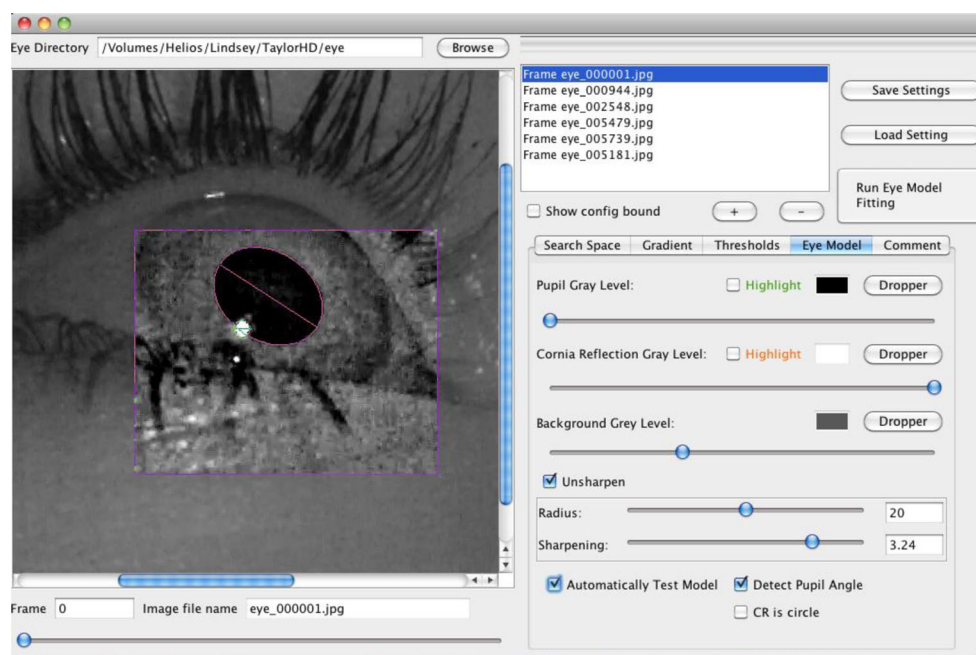 Eye Directory /Volumes/Helios/Lindsey/TaylorHD/eye Browse
Frame eye_000001.jpg
Frame eye_000944.jpg
Frame eye_002548.jpg
Frame eye_005479.jpg
Frame eye_005739.jpg
Frame eye_005181.jpg
Save Settings
Load Setting
Run Eye Model
Fitting
Show config bound + -
Search Space Gradient Thresholds Eye Model Comment
Pupil Gray Level: Highlight Dropper
Cornia Reflection Gray Level: Highlight Dropper
Background Grey Level: Dropper
Unsharpen
Radius: 20
Sharpening: 3.24
Automatically Test Model Detect Pupil Angle
CR is circle
Frame 0 Image file name eye_000001.jpg